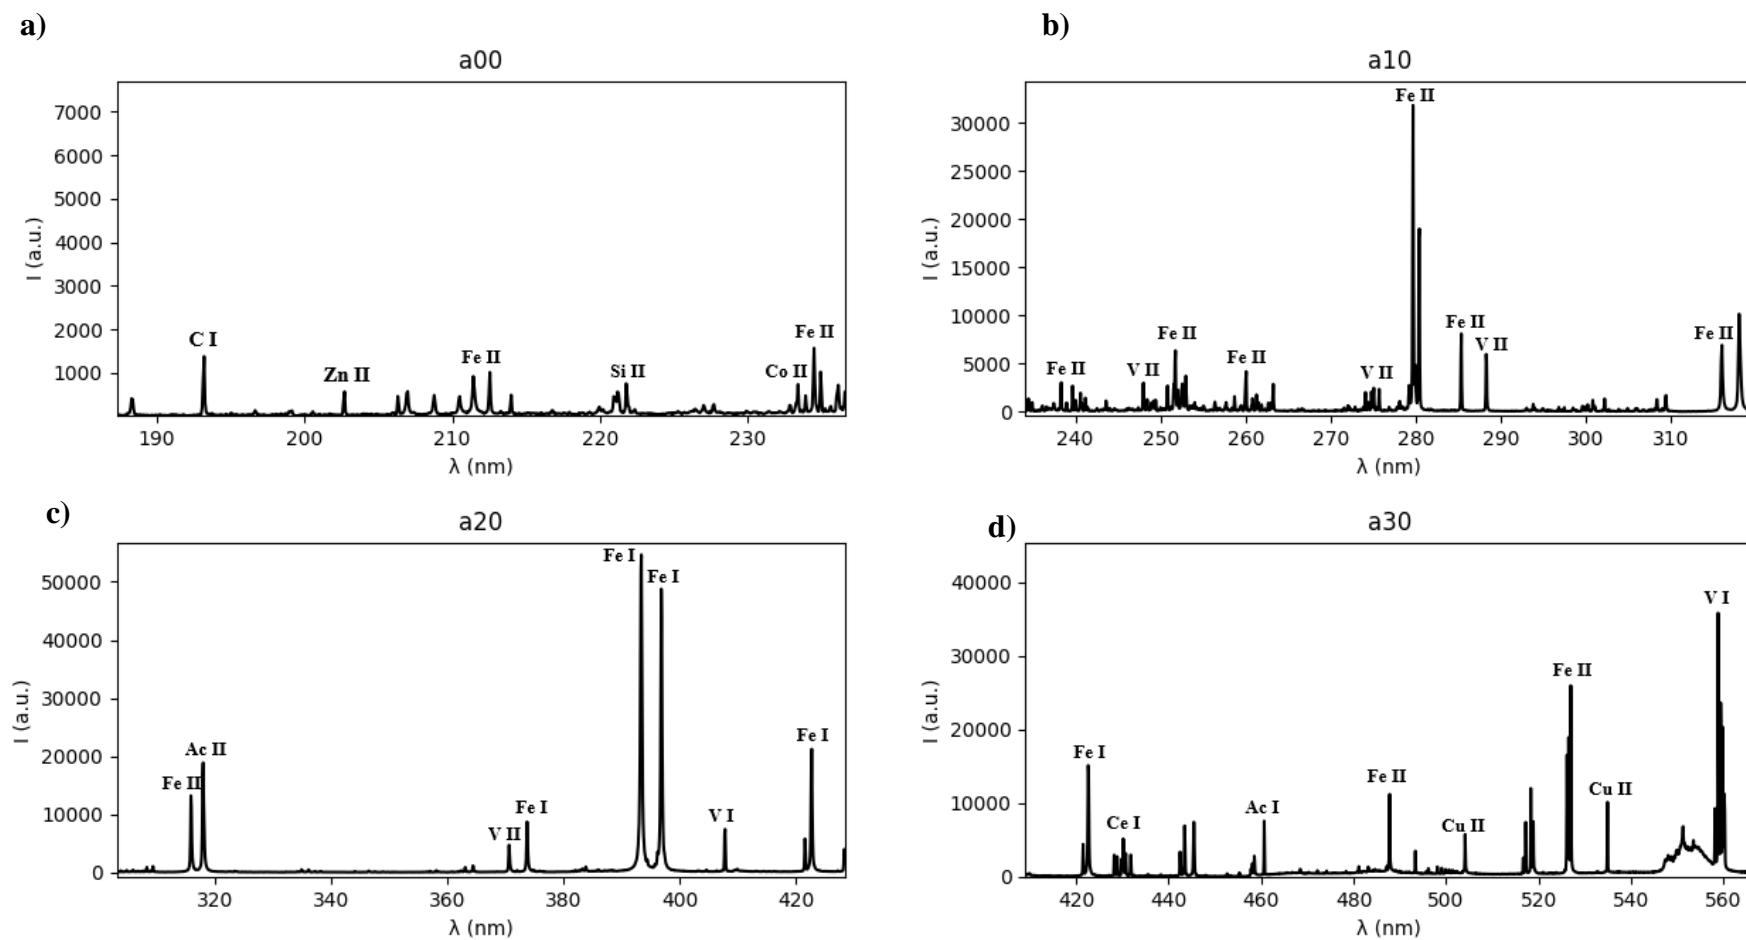 a)
a00
7000
6000
5000
4000
3000
2000
1000
I (a.u.)
C I
Zn II
Fe II
Si II
Co II
Fe II
190 200 210 220 230
λ (nm)
b)
a10
30000
25000
20000
15000
10000
5000
0
I (a.u.)
Fe II
V II
Fe II
Fe II
V II
Fe II
Fe II
V II
Fe II
240 250 260 270 280 290 300 310
λ (nm)
c)
a20
50000
40000
30000
20000
10000
0
I (a.u.)
Fe II
Ac II
V II
Fe I
Fe I
Fe I
V I
Fe I
320 340 360 380 400 420
λ (nm)
d)
a30
40000
30000
20000
10000
0
I (a.u.)
Fe I
Ce I
Ac I
Fe II
Cu II
Fe II
Cu II
V I
420 440 460 480 500 520 540 560
λ (nm)